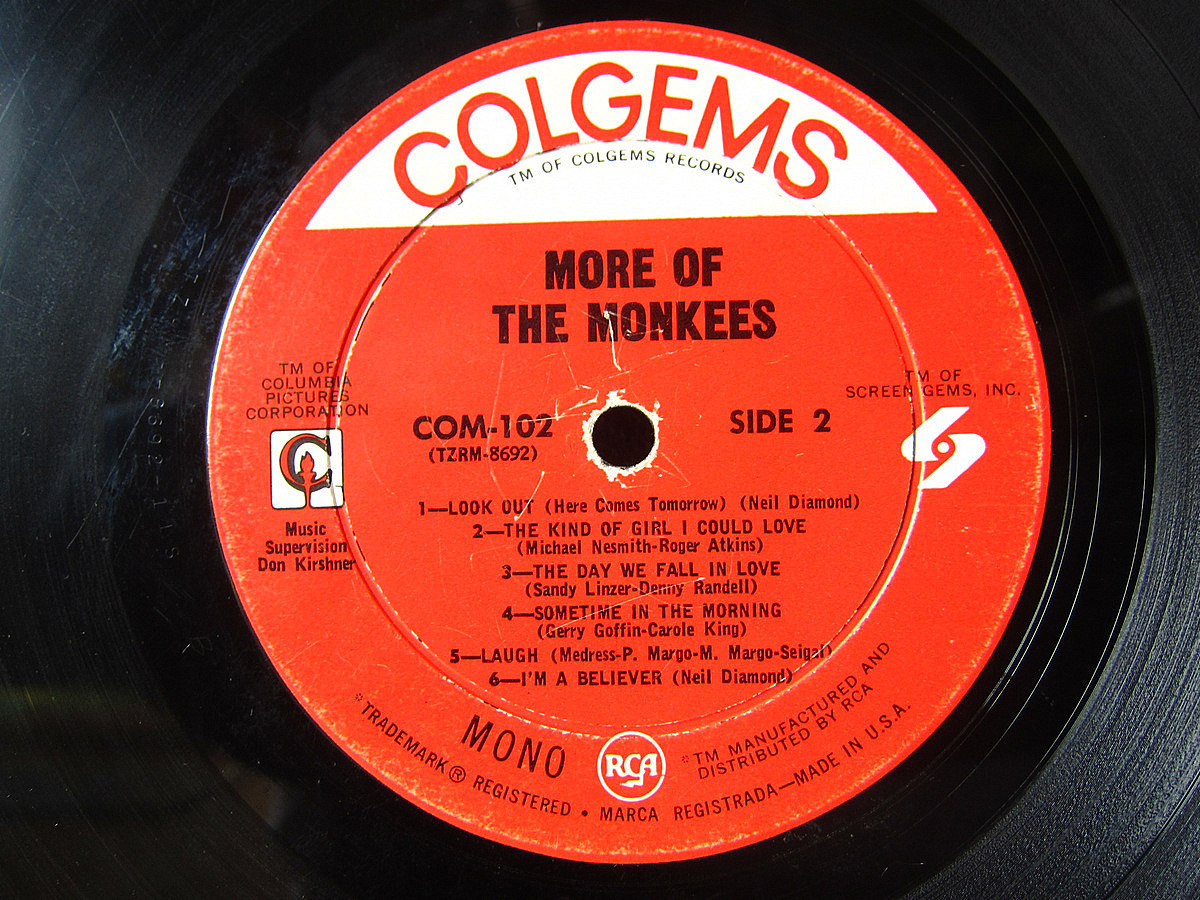 COLGEMS
TM OF COLGEMS RECORDS
MORE OF
THE MONKEES
TM OF
COLUMBIA
PICTURES
CORPORATION
TM OF
SCREEN GEMS, INC.
COM-102
(TZRM-8692)
SIDE 2
Music
Supervision
Don Kirshner
1—LOOK OUT (Here Comes Tomorrow) (Neil Diamond)
2—THE KIND OF GIRL I COULD LOVE
(Michael Nesmith-Roger Atkins)
3—THE DAY WE FALL IN LOVE
(Sandy Linzer-Denny Randell)
4—SOMETIME IN THE MORNING
(Gerry Goffin-Carole King)
5—LAUGH (Medress-P. Margo-M. Margo-Seigal)
6—I'M A BELIEVER (Neil Diamond)
MONO
RCA
*TM MANUFACTURED AND
DISTRIBUTED BY RCA
*TRADEMARK ® REGISTERED • MARCA REGISTRADA—MADE IN U.S.A.